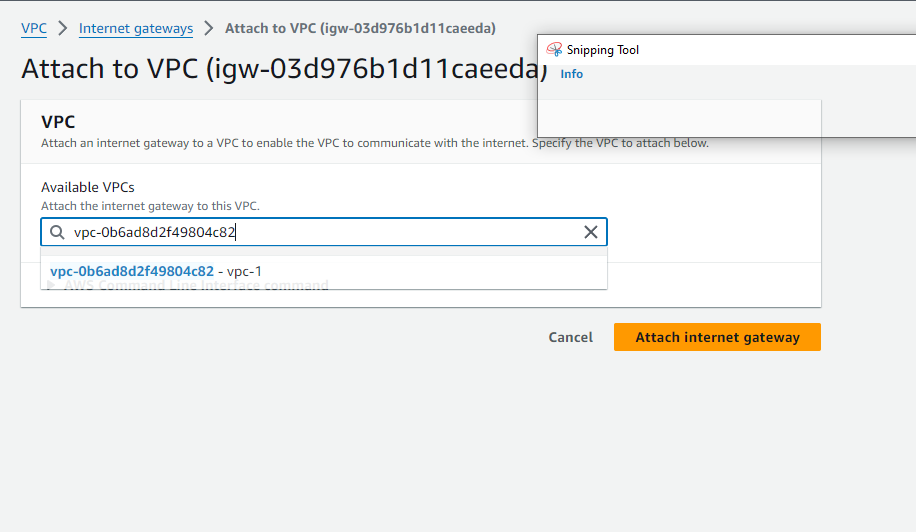 VPC > Internet gateways > Attach to VPC (igw-03d976b1d11caeeda)
Attach to VPC (igw-03d976b1d11caeeda)
Snipping Tool
Info
VPC
Attach an internet gateway to a VPC to enable the VPC to communicate with the internet. Specify the VPC to attach below.
Available VPCs
Attach the internet gateway to this VPC.
vpc-0b6ad8d2f49804c82
vpc-0b6ad8d2f49804c82 - vpc-1
AWS Command Line Interface command
Cancel
Attach internet gateway